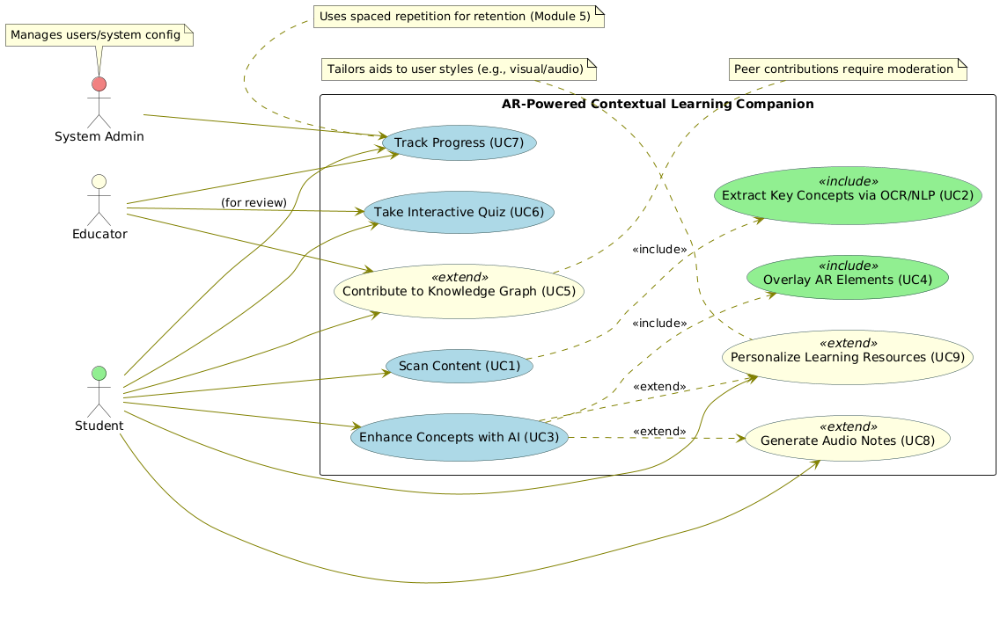 Uses spaced repetition for retention (Module 5)
Manages users/system config
Tailors aids to user styles (e.g., visual/audio)
Peer contributions require moderation
AR-Powered Contextual Learning Companion
System Admin
Track Progress (UC7)
«include»
Extract Key Concepts via OCR/NLP (UC2)
(for review)
Take Interactive Quiz (UC6)
Educator
«include»
«include»
Overlay AR Elements (UC4)
«extend»
Contribute to Knowledge Graph (UC5)
«include»
«extend»
Personalize Learning Resources (UC9)
Scan Content (UC1)
«extend»
Student
«extend»
Generate Audio Notes (UC8)
«extend»
Enhance Concepts with AI (UC3)